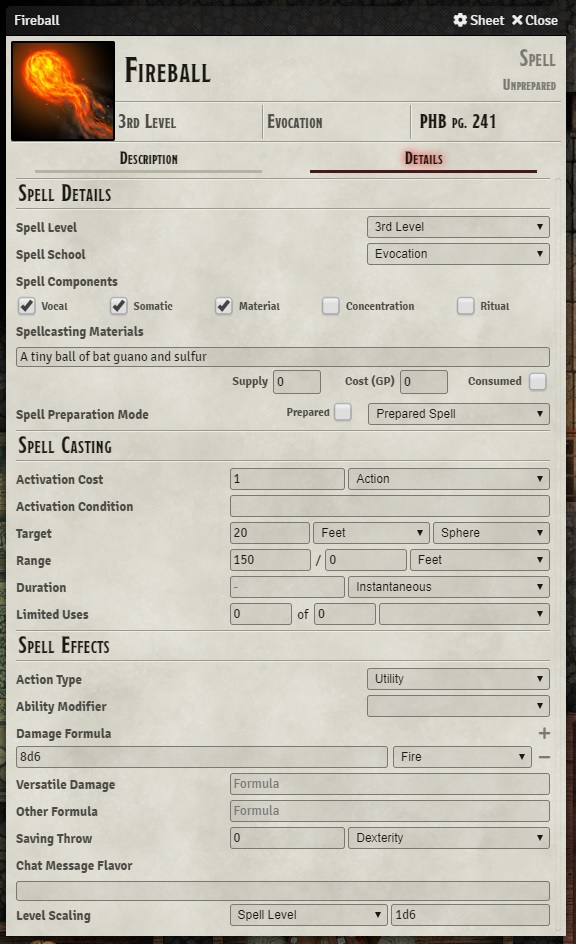 Fireball Sheet Close
Fireball Spell
Unprepared
3rd Level Evocation PHB pg. 241
Description Details
Spell Details
Spell Level 3rd Level
Spell School Evocation
Spell Components
Vocal Somatic Material Concentration Ritual
Spellcasting Materials
A tiny ball of bat guano and sulfur
Supply 0 Cost (GP) 0 Consumed
Spell Preparation Mode Prepared Prepared Spell
Spell Casting
Activation Cost 1 Action
Activation Condition
Target 20 Feet Sphere
Range 150 / 0 Feet
Duration - Instantaneous
Limited Uses 0 of 0
Spell Effects
Action Type Utility
Ability Modifier
Damage Formula +
8d6 Fire −
Versatile Damage Formula
Other Formula Formula
Saving Throw 0 Dexterity
Chat Message Flavor
Level Scaling Spell Level 1d6